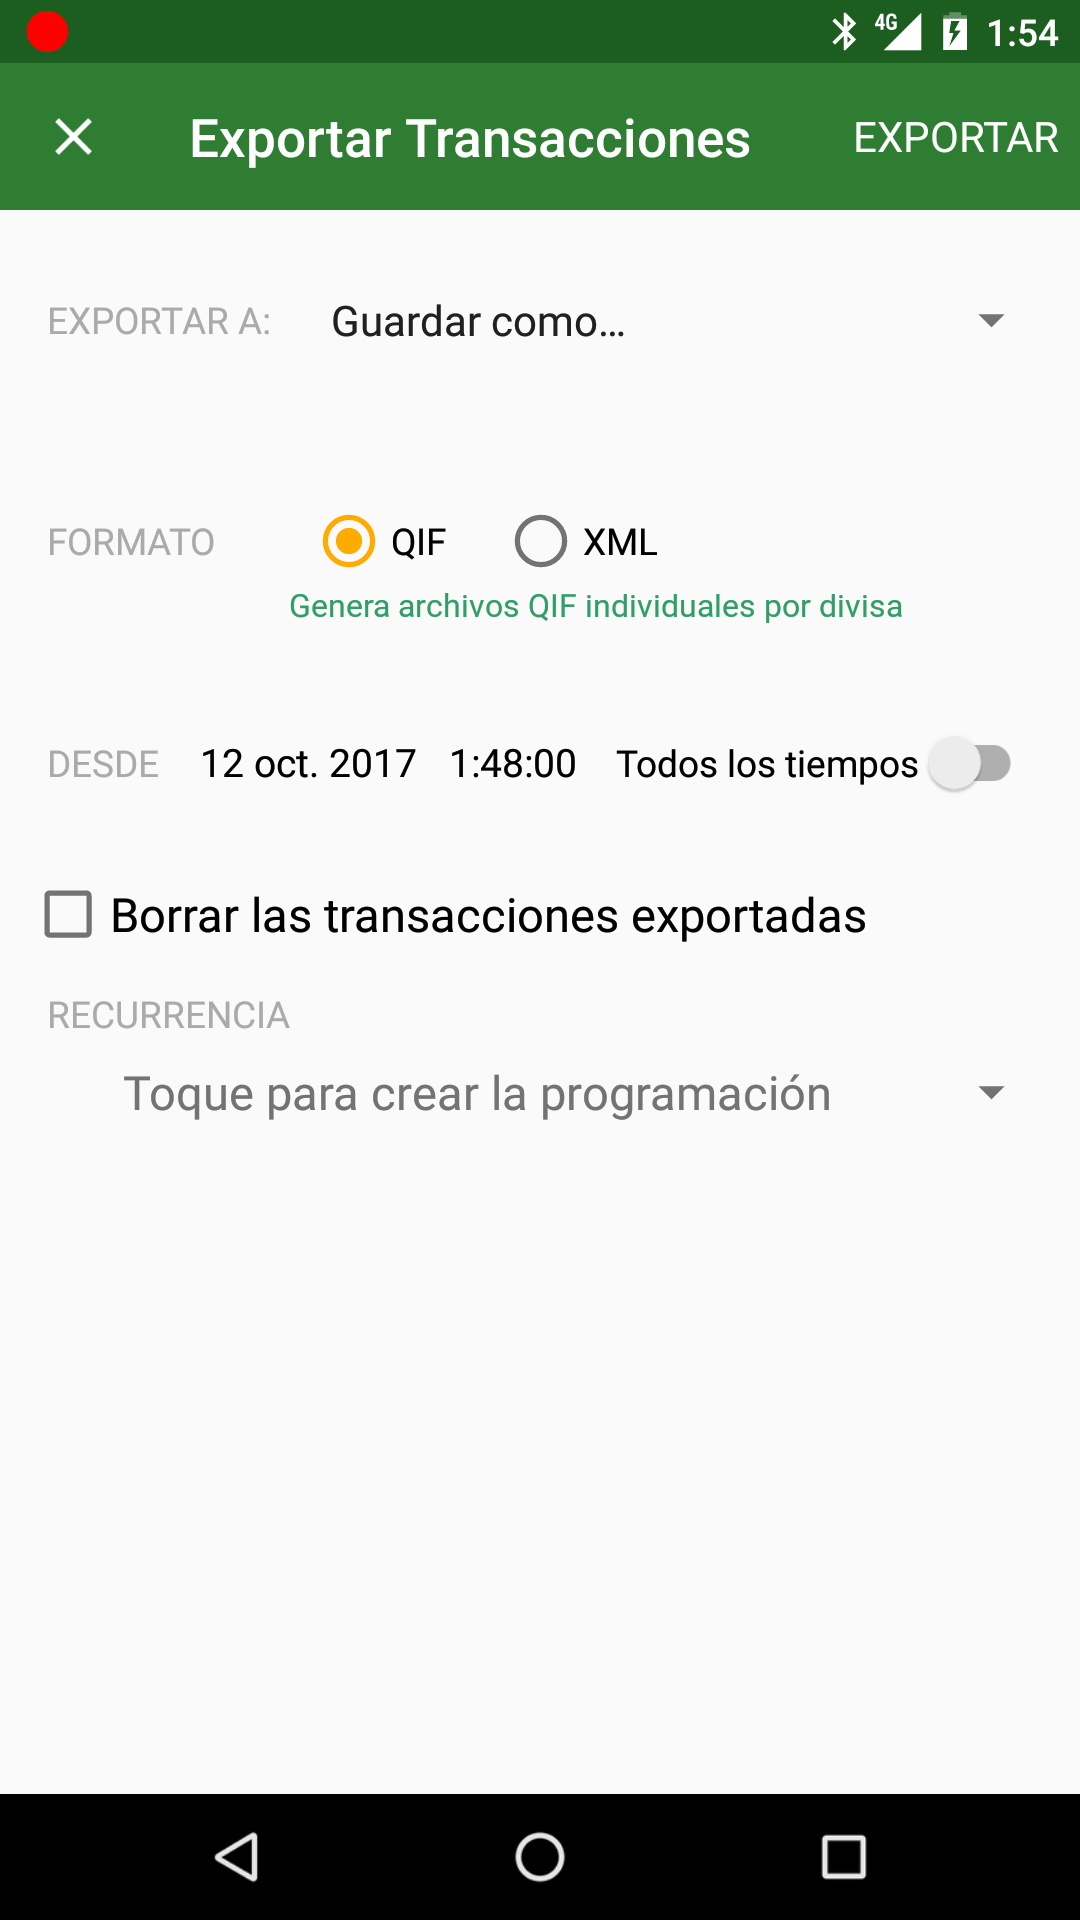 4G 1:54
Exportar Transacciones EXPORTAR
EXPORTAR A: Guardar como...
FORMATO QIF XML
Genera archivos QIF individuales por divisa
DESDE 12 oct. 2017 1:48:00 Todos los tiempos
Borrar las transacciones exportadas
RECURRENCIA
Toque para crear la programación